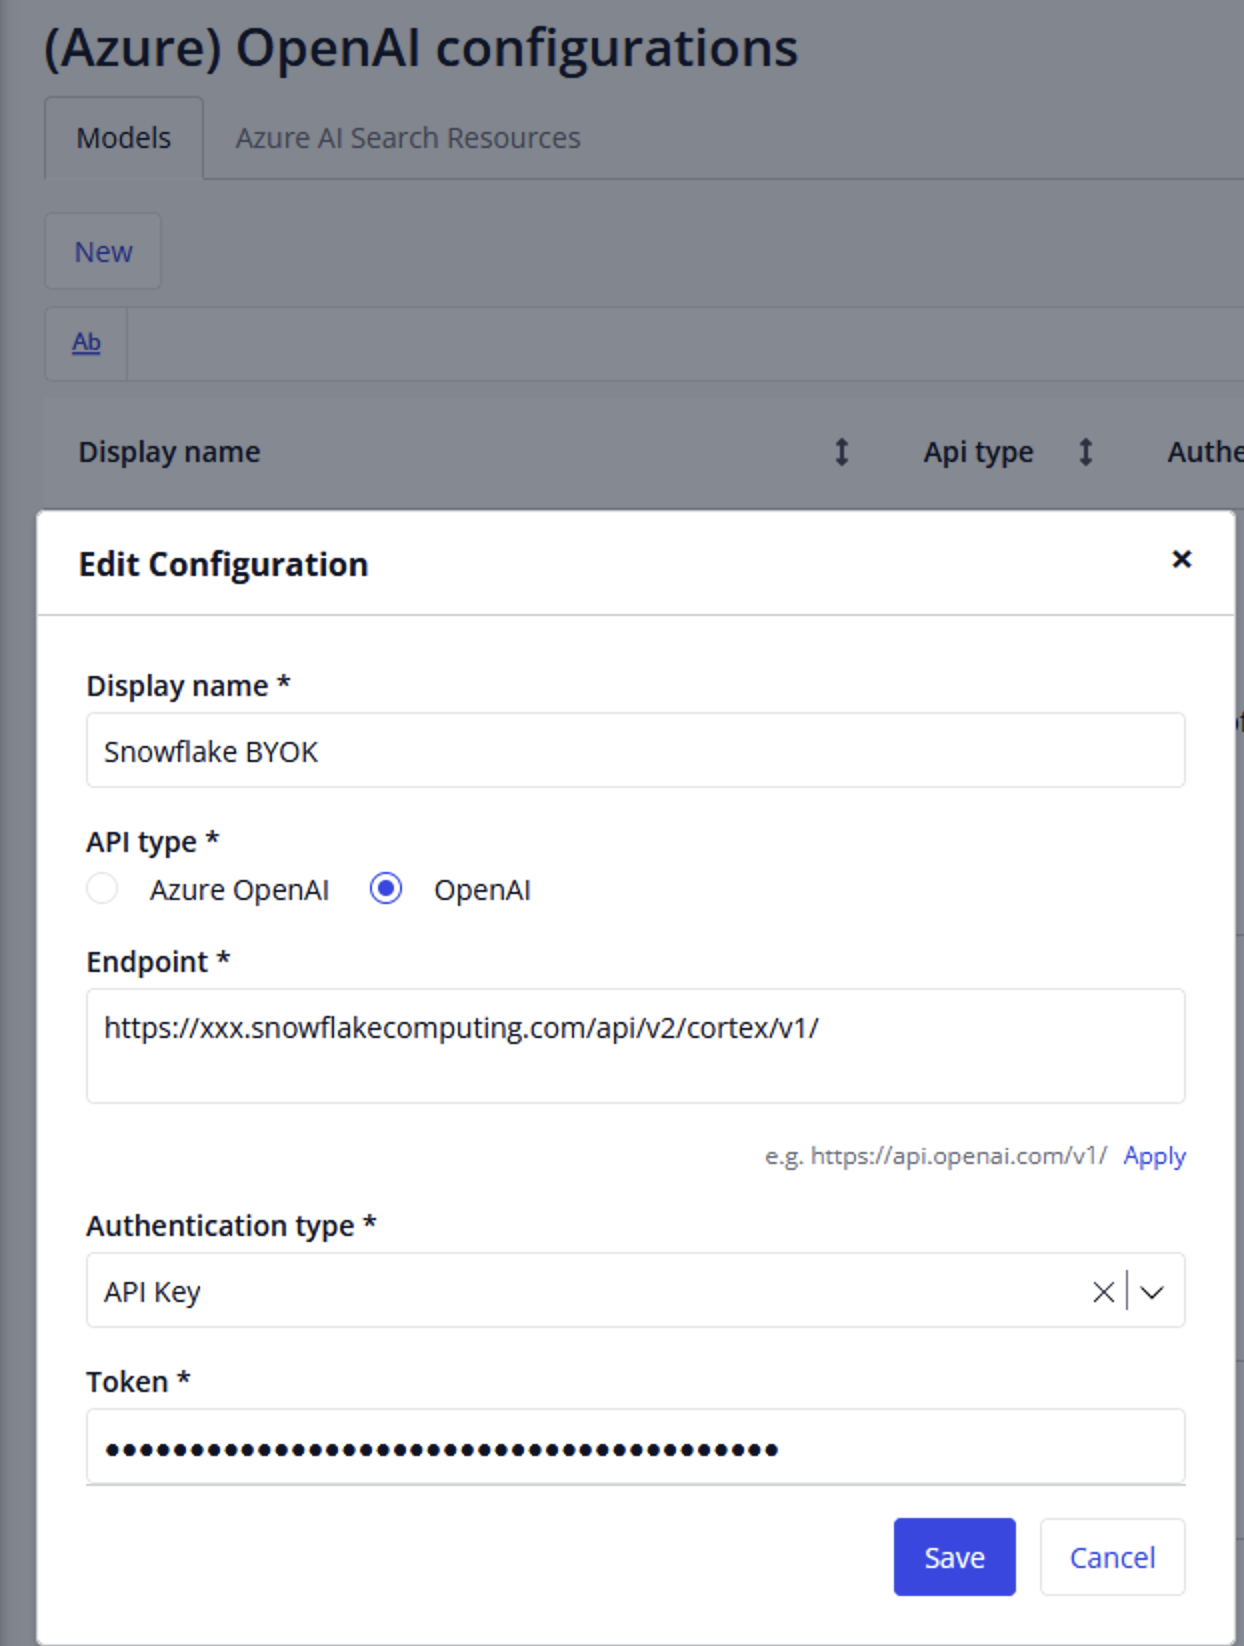 (Azure) OpenAI configurations
Models Azure AI Search Resources
New
Ab
Display name Api type
Edit Configuration
Display name *
Snowflake BYOK
API type *
Azure OpenAI OpenAI
Endpoint *
https://xxx.snowflakecomputing.com/api/v2/cortex/v1/
e.g. https://api.openai.com/v1/ Apply
Authentication type *
API Key
Token *
Save Cancel